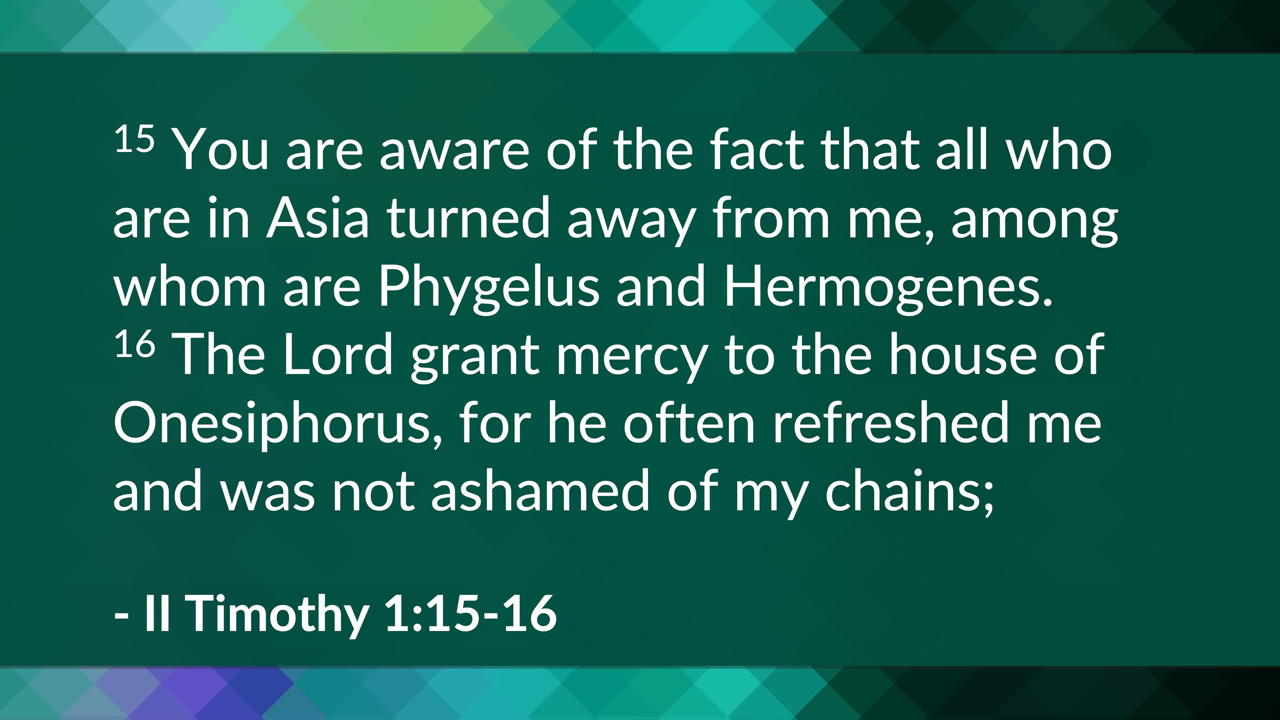 15 You are aware of the fact that all who
are in Asia turned away from me, among
whom are Phygelus and Hermogenes.
16 The Lord grant mercy to the house of
Onesiphorus, for he often refreshed me
and was not ashamed of my chains;
- II Timothy 1:15-16